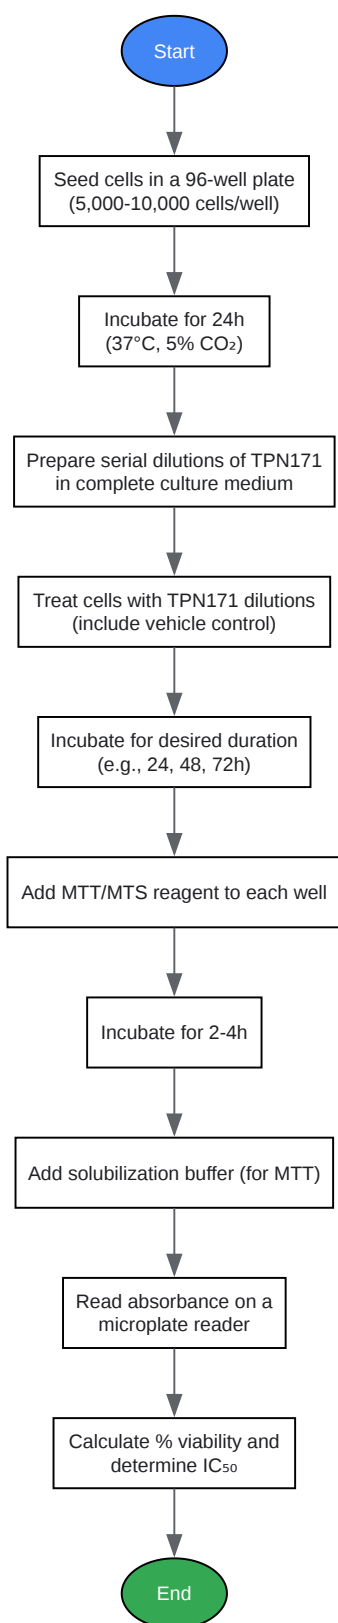 Start
Seed cells in a 96-well plate
(5,000-10,000 cells/well)
Incubate for 24h
(37°C, 5% CO₂)
Prepare serial dilutions of TPN171
in complete culture medium
Treat cells with TPN171 dilutions
(include vehicle control)
Incubate for desired duration
(e.g., 24, 48, 72h)
Add MTT/MTS reagent to each well
Incubate for 2-4h
Add solubilization buffer (for MTT)
Read absorbance on a
microplate reader
Calculate % viability and
determine IC₅₀
End